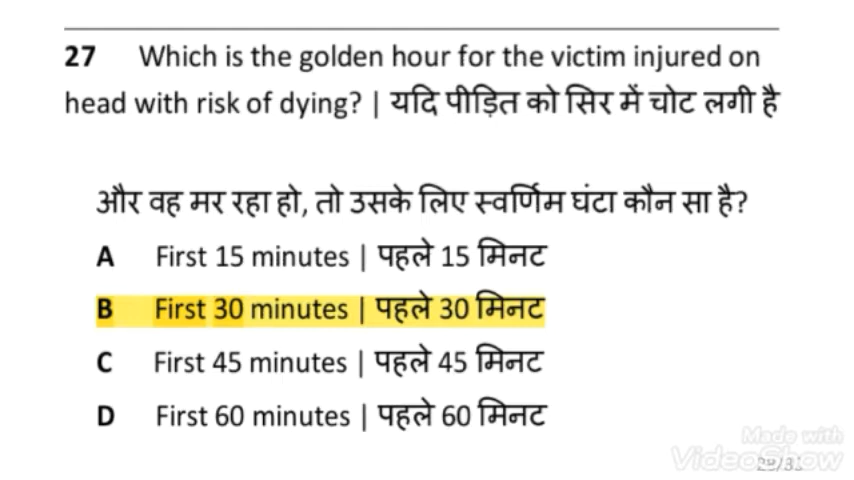 27 Which is the golden hour for the victim injured on
head with risk of dying? | यदि पीड़ित को सिर में चोट लगी है
और वह मर रहा हो, तो उसके लिए स्वर्णिम घंटा कौन सा है?
A First 15 minutes | पहले 15 मिनट
B First 30 minutes | पहले 30 मिनट
C First 45 minutes | पहले 45 मिनट
D First 60 minutes | पहले 60 मिनट
Made with
VideoShow